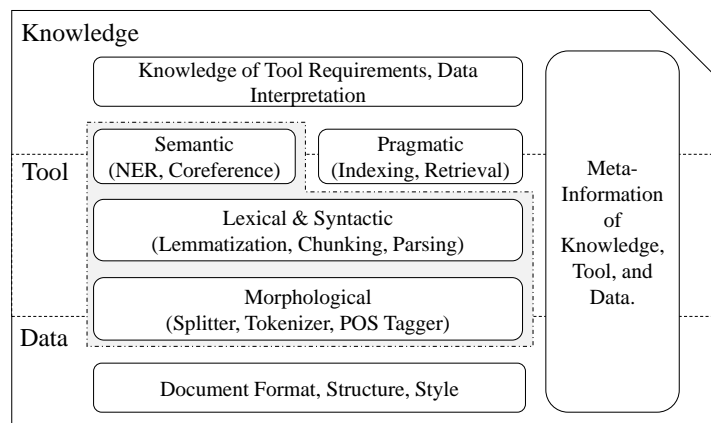 Knowledge
Knowledge of Tool Requirements, Data
Interpretation
Semantic
(NER, Coreference)
Pragmatic
(Indexing, Retrieval)
Tool
Lexical & Syntactic
(Lemmatization, Chunking, Parsing)
Morphological
(Splitter, Tokenizer, POS Tagger)
Data
Document Format, Structure, Style
Meta-
Information
of
Knowledge,
Tool, and
Data.